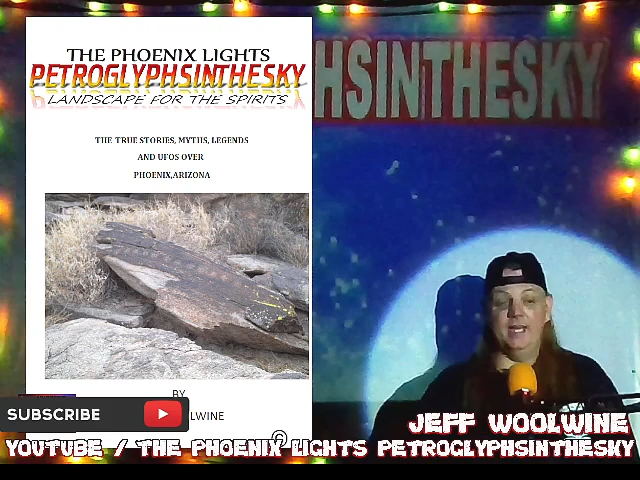 THE PHOENIX LIGHTS
PETROGLYPHSINTHESKY
LANDSCAPE FOR THE SPIRITS
THE TRUE STORIES, MYTHS, LEGENDS
AND UFOS OVER
PHOENIX,ARIZONA
BY
LWINE
HSINTHESKY
SUBSCRIBE
JEFF WOOLWINE
YOUTUBE / THE PHOENIX LIGHTS PETROGLYPHSINTHESKY